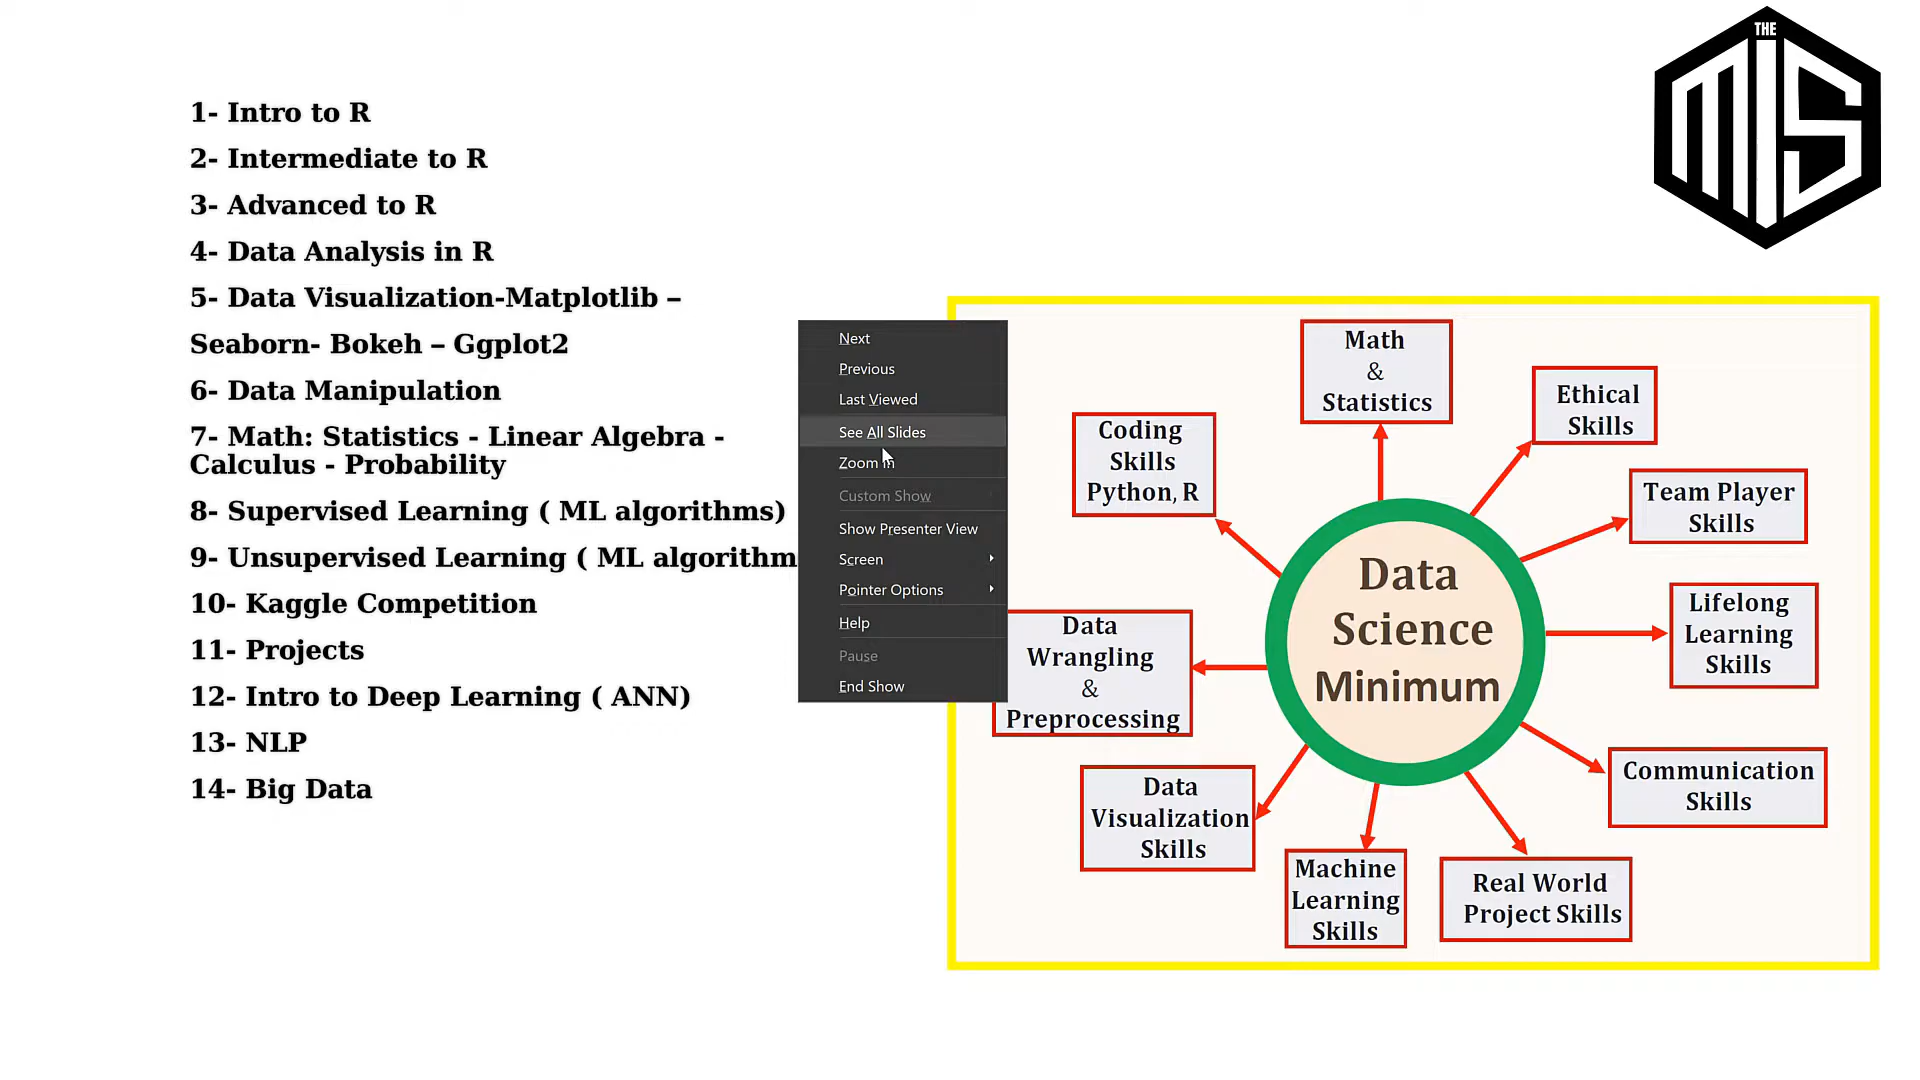 THE
MIS
1- Intro to R
2- Intermediate to R
3- Advanced to R
4- Data Analysis in R
5- Data Visualization-Matplotlib –
Seaborn- Bokeh – Ggplot2
6- Data Manipulation
7- Math: Statistics - Linear Algebra -
Calculus - Probability
8- Supervised Learning ( ML algorithms)
9- Unsupervised Learning ( ML algorithm
10- Kaggle Competition
11- Projects
12- Intro to Deep Learning ( ANN)
13- NLP
14- Big Data
Next
Previous
Last Viewed
See All Slides
Zoom In
Custom Show
Show Presenter View
Screen
Pointer Options
Help
Pause
End Show
Math
&
Statistics
Ethical
Skills
Coding
Skills
Python, R
Team Player
Skills
Data
Science
Minimum
Lifelong
Learning
Skills
Data
Wrangling
&
Preprocessing
Communication
Skills
Data
Visualization
Skills
Machine
Learning
Skills
Real World
Project Skills